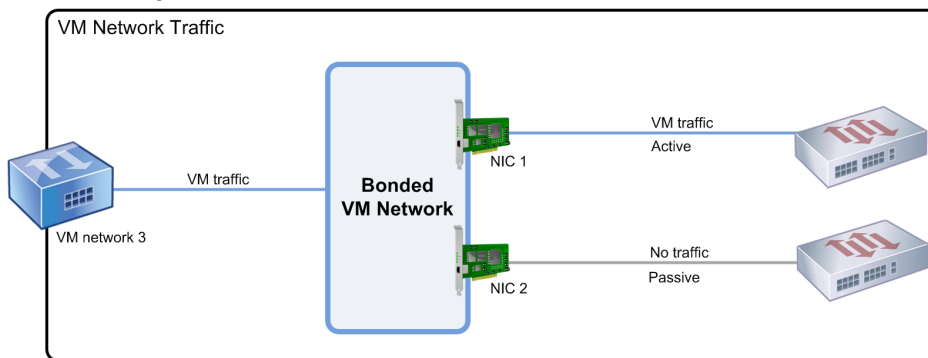 VM Network Traffic
VM traffic
VM network 3
Bonded
VM Network
NIC 1
VM traffic
Active
NIC 2
No traffic
Passive